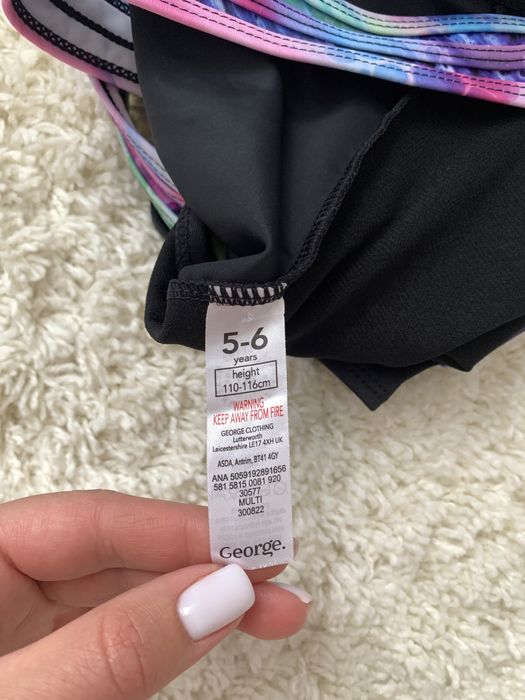 5-6
years
height
110-116cm
WARNING
KEEP AWAY FROM FIRE
GEORGE CLOTHING
Lutterworth
Leicestershire LE17 4XH UK
ASDA, Antrim, BT41 4GY
ANA 5059192891656
581 5815 0081 920
30577
MULTI
300822
George.